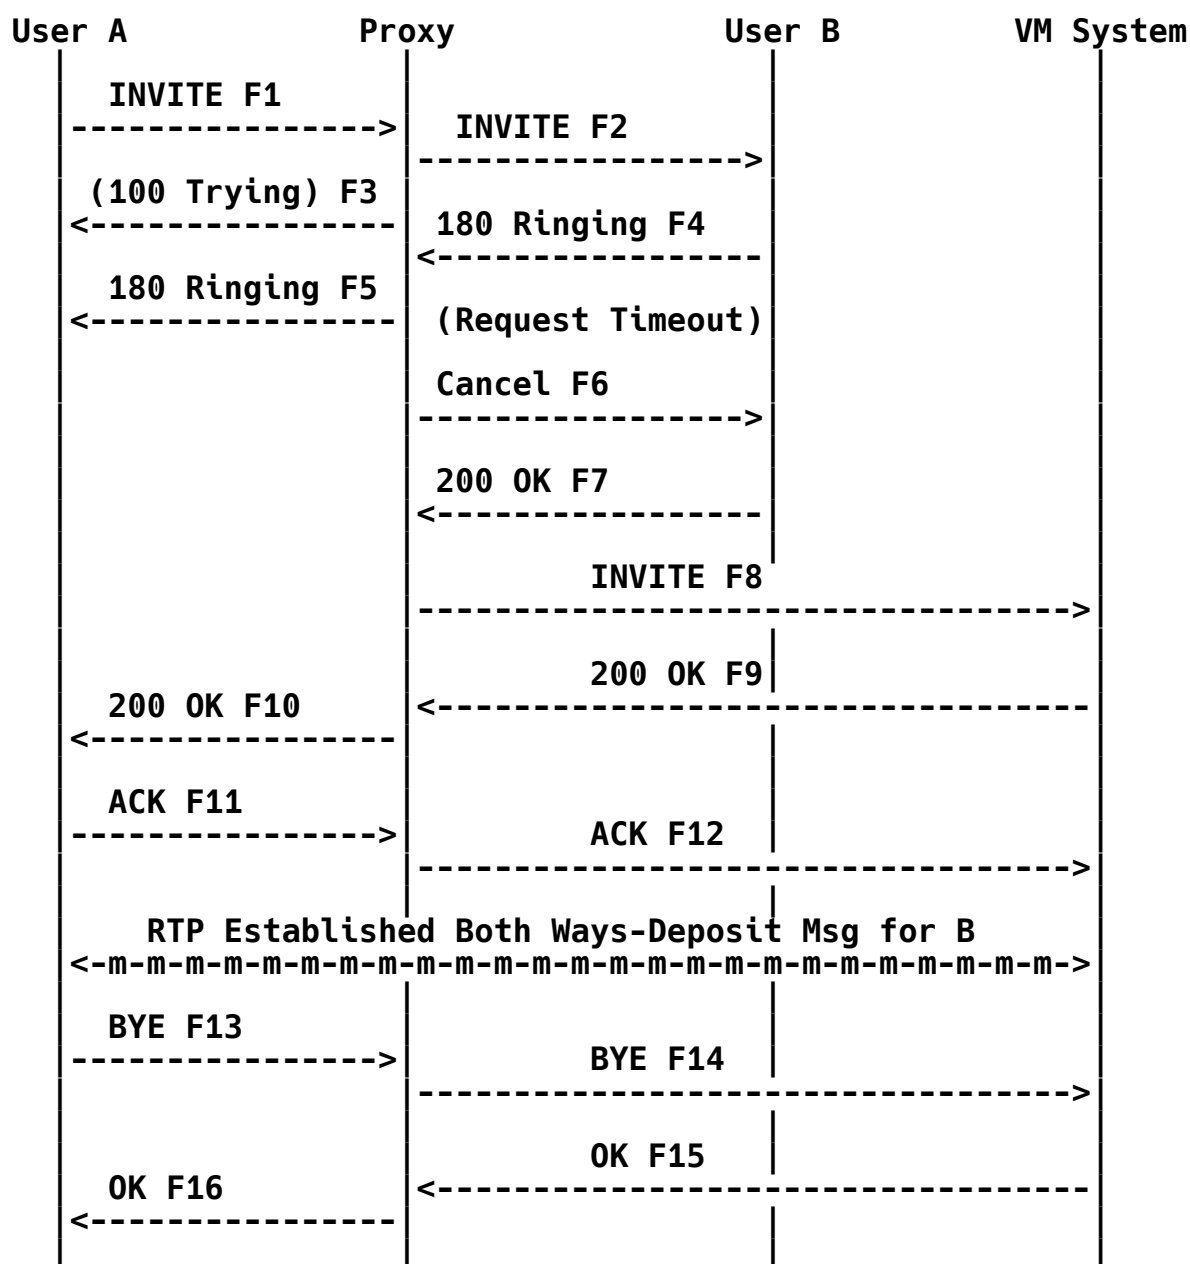 User A            Proxy              User B         VM System
INVITE F1
---------------->
INVITE F2
----------------->
(100 Trying) F3
<----------------
180 Ringing F4
<-----------------
180 Ringing F5
<----------------
(Request Timeout)
Cancel F6
----------------->
200 OK F7
<-----------------
INVITE F8
---------------------------------->
200 OK F9
<----------------------------------
200 OK F10
<----------------
ACK F11
---------------->
ACK F12
---------------------------------->
RTP Established Both Ways-Deposit Msg for B
<-m-m-m-m-m-m-m-m-m-m-m-m-m-m-m-m-m-m-m-m-m-m-m-m-m->
BYE F13
---------------->
BYE F14
---------------------------------->
OK F15
<----------------------------------
OK F16
<----------------